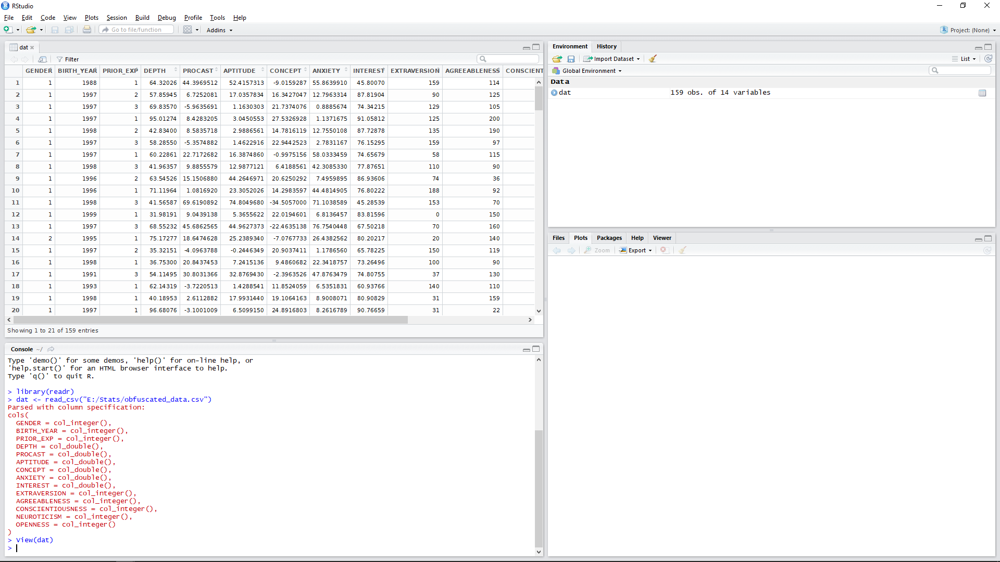 RStudio
File Edit Code View Plots Session Build Debug Profile Tools Help
Go to file/function Addins Project: (None)
dat
Filter
GENDER BIRTH_YEAR PRIOR_EXP DEPTH PROCAST APTITUDE CONCEPT ANXIETY INTEREST EXTRAVERSION AGREEABLENESS CONSCIENT
1 1 1988 1 64.32026 44.3969512 52.4157313 -9.0159287 55.8639910 45.80070 159 114
2 1 1997 2 57.85945 6.7252081 17.0357834 16.3427047 12.7963314 87.81904 90 125
3 1 1997 3 69.83570 -5.9635691 1.1630303 21.7374076 0.8885674 74.34215 129 105
4 1 1997 1 95.01274 8.4283205 3.0450553 27.5326928 1.1371675 91.05812 125 200
5 1 1998 2 42.83400 8.5835718 2.9886561 14.7816119 12.7550108 87.72878 135 190
6 1 1997 3 58.28550 -5.3574882 1.4622916 22.9442523 2.7831167 76.15295 159 97
7 1 1997 1 60.22861 22.7172682 16.3874860 -0.9975156 58.0333459 74.65679 58 115
8 1 1998 3 41.96357 9.8855579 12.9877121 6.4188561 42.3085330 77.87651 110 90
9 1 1996 2 63.54526 15.1506880 44.2646971 20.6250292 7.4959895 86.93606 74 36
10 1 1996 1 71.11964 1.0816920 23.3052026 14.2983597 44.4814905 76.80222 188 92
11 1 1998 3 41.56587 69.6190892 74.8049680 -34.5057000 71.1038589 45.28539 153 70
12 1 1999 1 31.98191 9.0439138 5.3655622 22.0194601 6.8136457 83.81596 0 150
13 1 1997 3 68.55232 45.6862565 44.9627373 -22.4635138 76.7540448 67.50218 70 160
14 2 1995 1 75.17277 18.6474628 25.2389340 -7.0767733 26.4382562 80.20217 20 140
15 1 1997 2 35.32151 -4.0963788 -0.2446349 20.9037411 1.1786560 65.78225 150 119
16 1 1998 1 36.75300 20.8437453 7.2415136 9.4860682 22.3418757 73.26496 100 90
17 1 1991 3 54.11495 30.8031366 32.8769430 -2.3963526 47.8763479 74.80755 37 130
18 1 1993 1 62.14319 -3.7220513 1.4288541 11.8524059 6.5351831 60.93766 140 110
19 1 1998 1 40.18953 2.6112882 17.9931440 19.1064163 8.9008071 80.90829 31 159
20 1 1997 1 96.68076 -3.1001009 6.5099150 24.8916803 8.2616789 90.76659 31 22
Showing 1 to 21 of 159 entries
Console ~/
Type 'demo()' for some demos, 'help()' for on-line help, or
'help.start()' for an HTML browser interface to help.
Type 'q()' to quit R.
> library(readr)
> dat <- read_csv("E:/Stats/obfuscated_data.csv")
Parsed with column specification:
cols(
GENDER = col_integer(),
BIRTH_YEAR = col_integer(),
PRIOR_EXP = col_integer(),
DEPTH = col_double(),
PROCAST = col_double(),
APTITUDE = col_double(),
CONCEPT = col_double(),
ANXIETY = col_double(),
INTEREST = col_double(),
EXTRAVERSION = col_integer(),
AGREEABLENESS = col_integer(),
CONSCIENTIOUSNESS = col_integer(),
NEUROTICISM = col_integer(),
OPENNESS = col_integer()
)
> View(dat)
>
Environment History
Import Dataset List
Global Environment
Data
dat 159 obs. of 14 variables
Files Plots Packages Help Viewer
Zoom Export